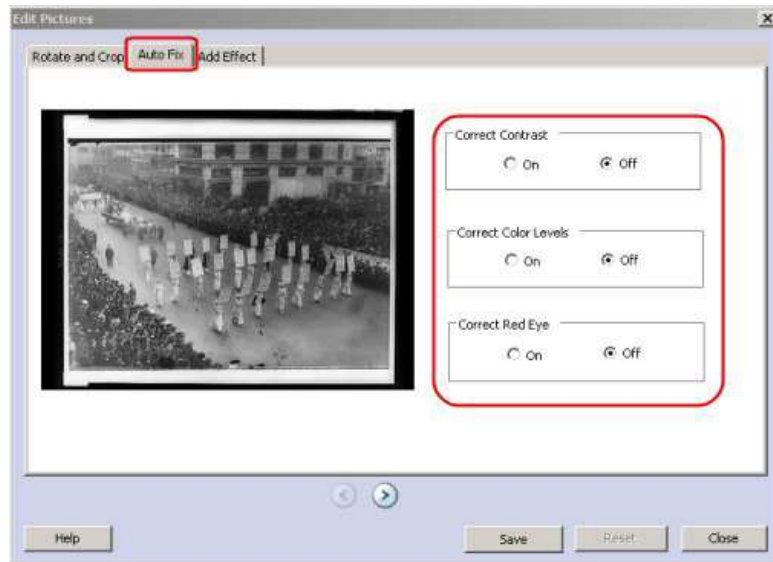 Edit Pictures
Rotate and Crop Auto Fix Add Effect
Correct Contrast
On Off
Correct Color Levels
On Off
Correct Red Eye
On Off
Help Save Reset Close